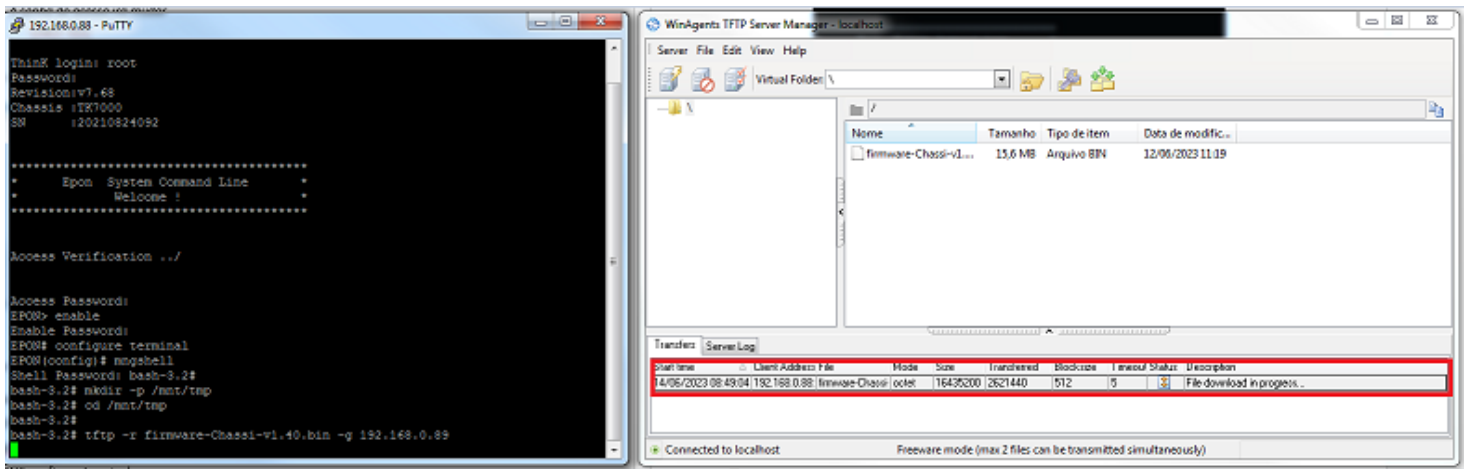 192.168.0.88 - PuTTY
ThinK login: root
Password:
Revision:v7.68
Chassis :TK7000
SN :20210824092
*****************************************
* Epon System Command Line *
* Welcome ! *
*****************************************
Access Verification ../
Access Password:
EPON> enable
Enable Password:
EPON# configure terminal
EPON(config)# mngshell
Shell Password: bash-3.2#
bash-3.2# mkdir -p /mnt/tmp
bash-3.2# cd /mnt/tmp
bash-3.2#
bash-3.2# tftp -r firmware-Chassi-v1.40.bin -g 192.168.0.89
WinAgents TFTP Server Manager - localhost
Server File Edit View Help
Virtual Folder: \
\
/
Nome Tamanho Tipo de item Data de modific...
firmware-Chassi-v1.... 15,6 MB Arquivo BIN 12/06/2023 11:19
Transfers Server Log
Start time Client Address File Mode Size Transferred Blocksize Timeout Status Description
14/06/2023 08:49:04 192.168.0.88 firmware-Chassi- octet 16435200 2621440 512 5 File download in progress...
Connected to localhost Freeware mode (max 2 files can be transmitted simultaneously)